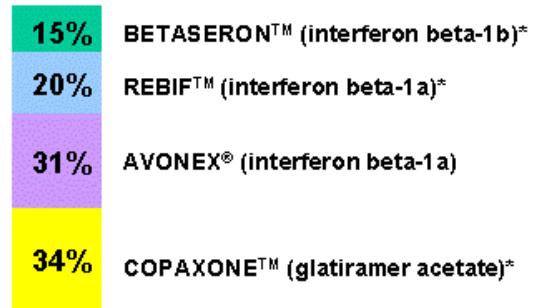 15% BETASERON™ (interferon beta-1b)*
20% REBIF™ (interferon beta-1a)*
31% AVONEX® (interferon beta-1a)
34% COPAXONE™ (glatiramer acetate)*